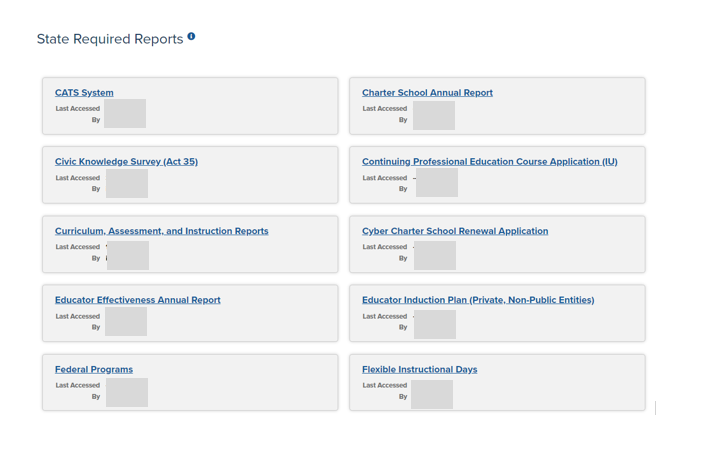 State Required Reports
CATS System
Last Accessed
By
Charter School Annual Report
Last Accessed
By
Civic Knowledge Survey (Act 35)
Last Accessed
By
Continuing Professional Education Course Application (IU)
Last Accessed
By
Curriculum, Assessment, and Instruction Reports
Last Accessed
By
Cyber Charter School Renewal Application
Last Accessed
By
Educator Effectiveness Annual Report
Last Accessed
By
Educator Induction Plan (Private, Non-Public Entities)
Last Accessed
By
Federal Programs
Last Accessed
By
Flexible Instructional Days
Last Accessed
By